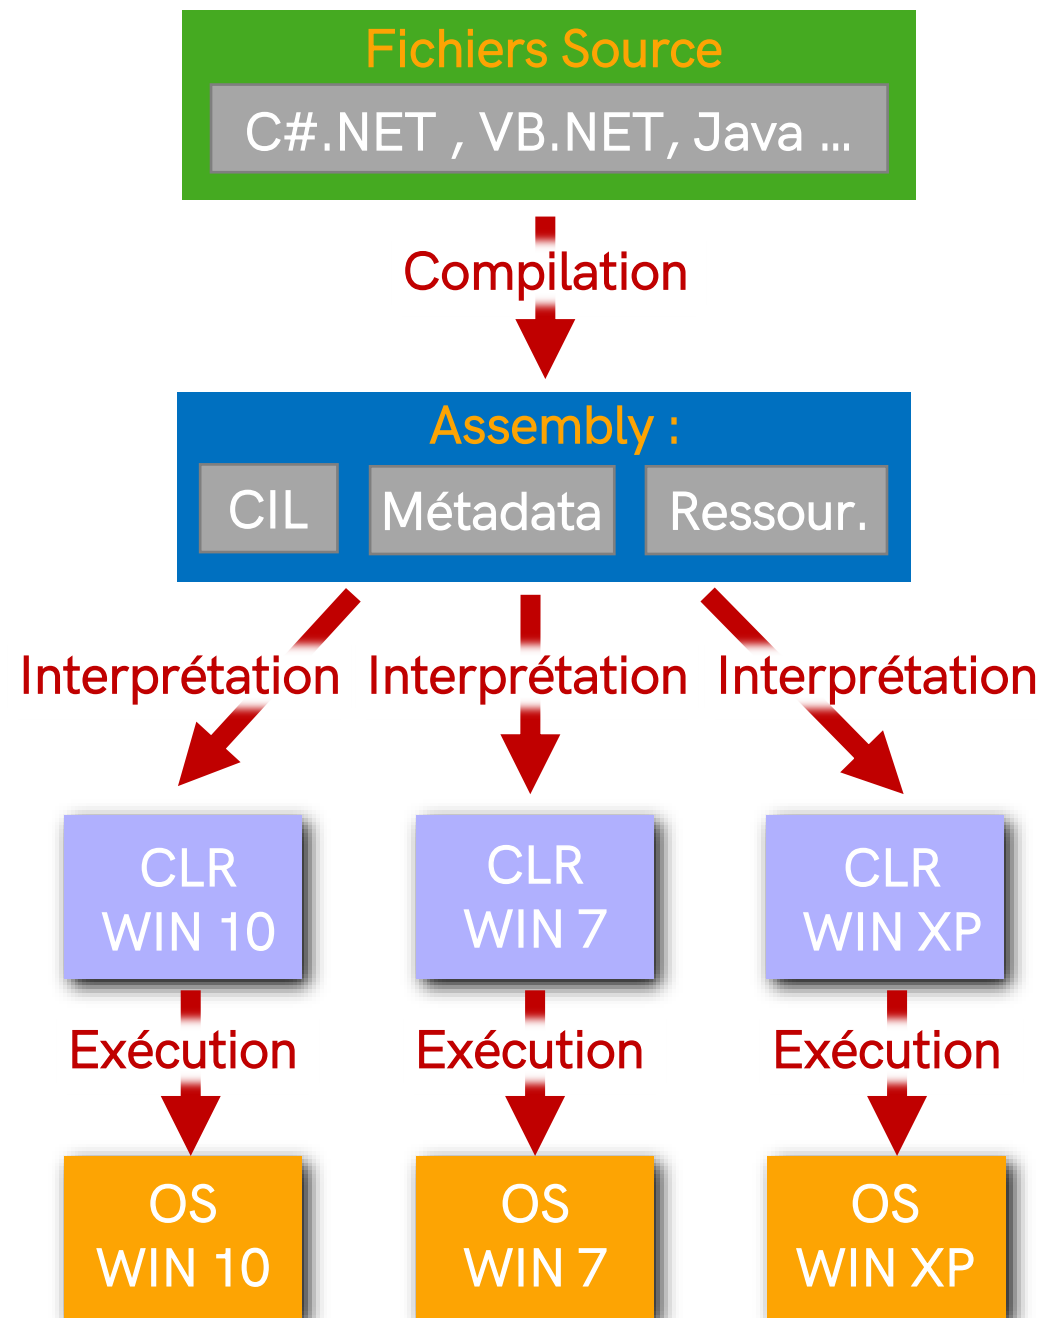 Fichiers Source
C#.NET , VB.NET, Java ...
Compilation
Assembly :
CIL
Métadata
Ressour.
Interprétation
Interprétation
Interprétation
CLR
WIN 10
CLR
WIN 7
CLR
WIN XP
Exécution
Exécution
Exécution
OS
WIN 10
OS
WIN 7
OS
WIN XP